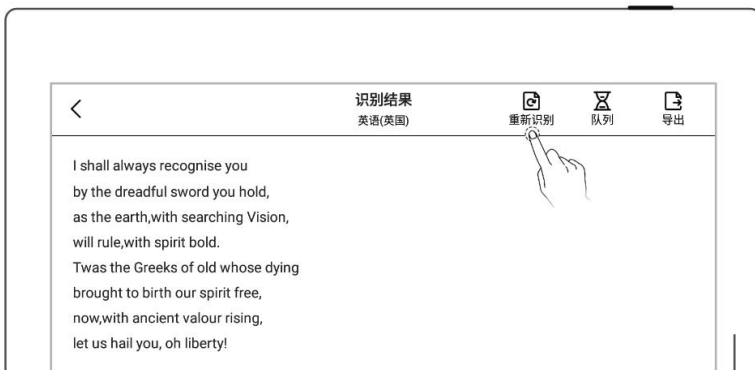 识别结果
英语(英国)
重新识别
队列
导出
I shall always recognise you
by the dreadful sword you hold,
as the earth,with searching Vision,
will rule,with spirit bold.
Twas the Greeks of old whose dying
brought to birth our spirit free,
now,with ancient valour rising,
let us hail you, oh liberty!